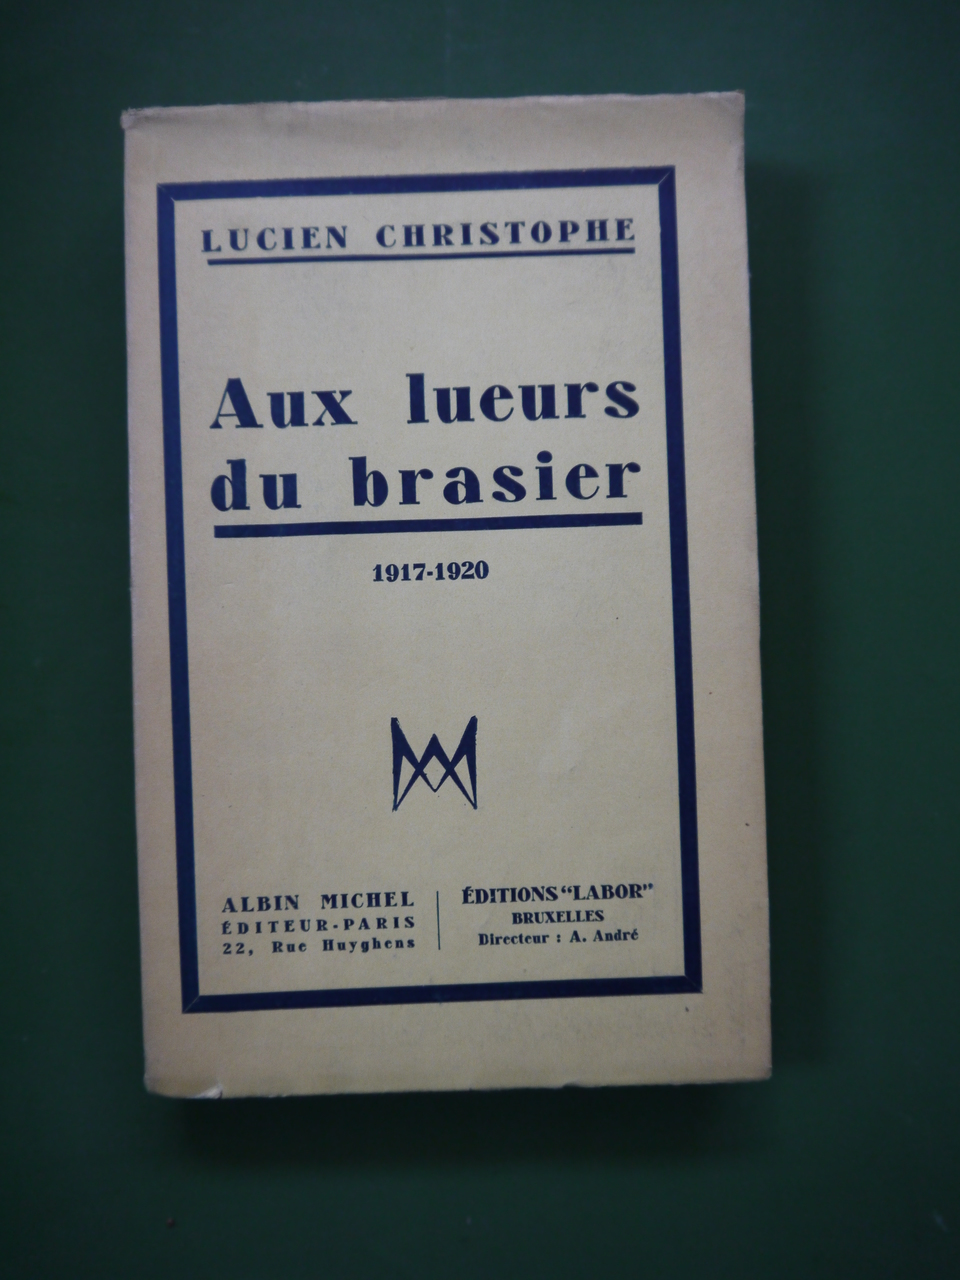 LUCIEN CHRISTOPHE
Aux lueurs
du brasier
1917-1920
ALBIN MICHEL
ÉDITEUR-PARIS
22, Rue Huyghens
ÉDITIONS “LABOR”
BRUXELLES
Directeur : A. André